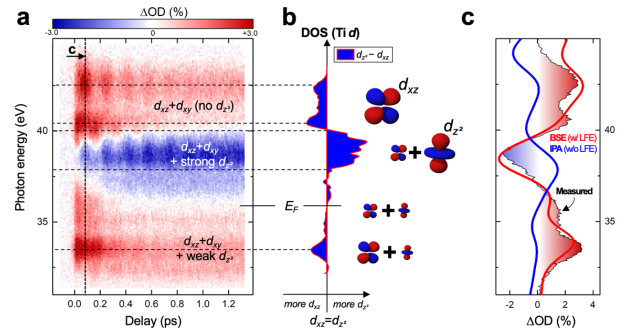 ΔOD (%)
-3.0 0.0 +3.0
a
c
Photon energy (eV)
40
35
d_xz+d_xy (no d_z²)
d_xz+d_xy
+ strong d_z²
d_xz+d_xy
+ weak d_z²
0.0 0.2 0.4 0.6 0.8 1.0 1.2
Delay (ps)
b
DOS (Ti d)
d_z² – d_xz
d_xz
d_z²
+
E_F
+
+
more d_xz
more d_z²
d_xz=d_z²
c
40
35
BSE (w/ LFE)
IPA (w/o LFE)
Measured
-2 0 2 4
ΔOD (%)